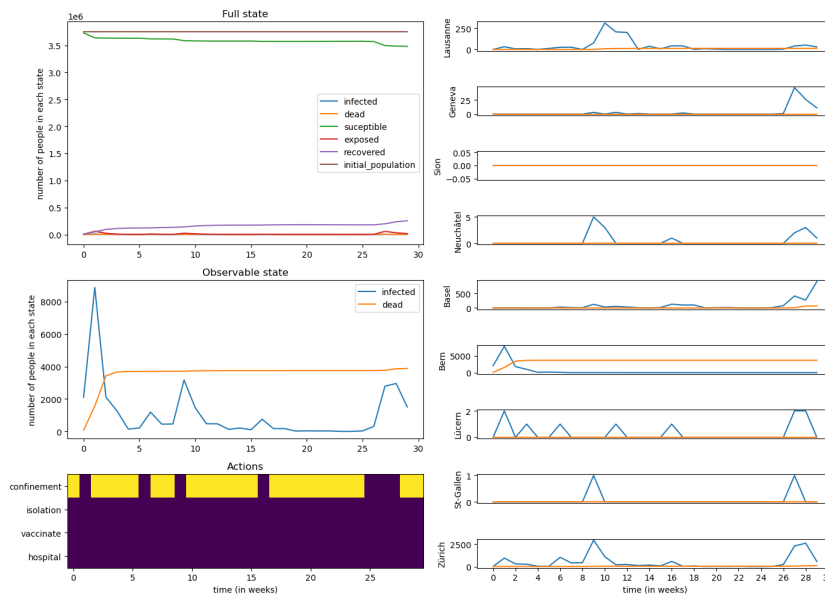 Full state
1e6
number of people in each state
3.5
3.0
2.5
2.0
1.5
1.0
0.5
0.0
infected
dead
suceptible
exposed
recovered
initial_population
0 5 10 15 20 25 30
Observable state
number of people in each state
8000
6000
4000
2000
0
infected
dead
0 5 10 15 20 25 30
Actions
confinement
isolation
vaccinate
hospital
0 5 10 15 20 25
time (in weeks)
Lausanne
250
0
Geneva
25
0
Sion
0.05
0.00
−0.05
Neuchâtel
5
0
Basel
500
0
Bern
5000
0
Lücern
2
1
0
St-Gallen
1
0
Zürich
2500
0
0 2 4 6 8 10 12 14 16 18 20 22 24 26 28 30
time (in weeks)